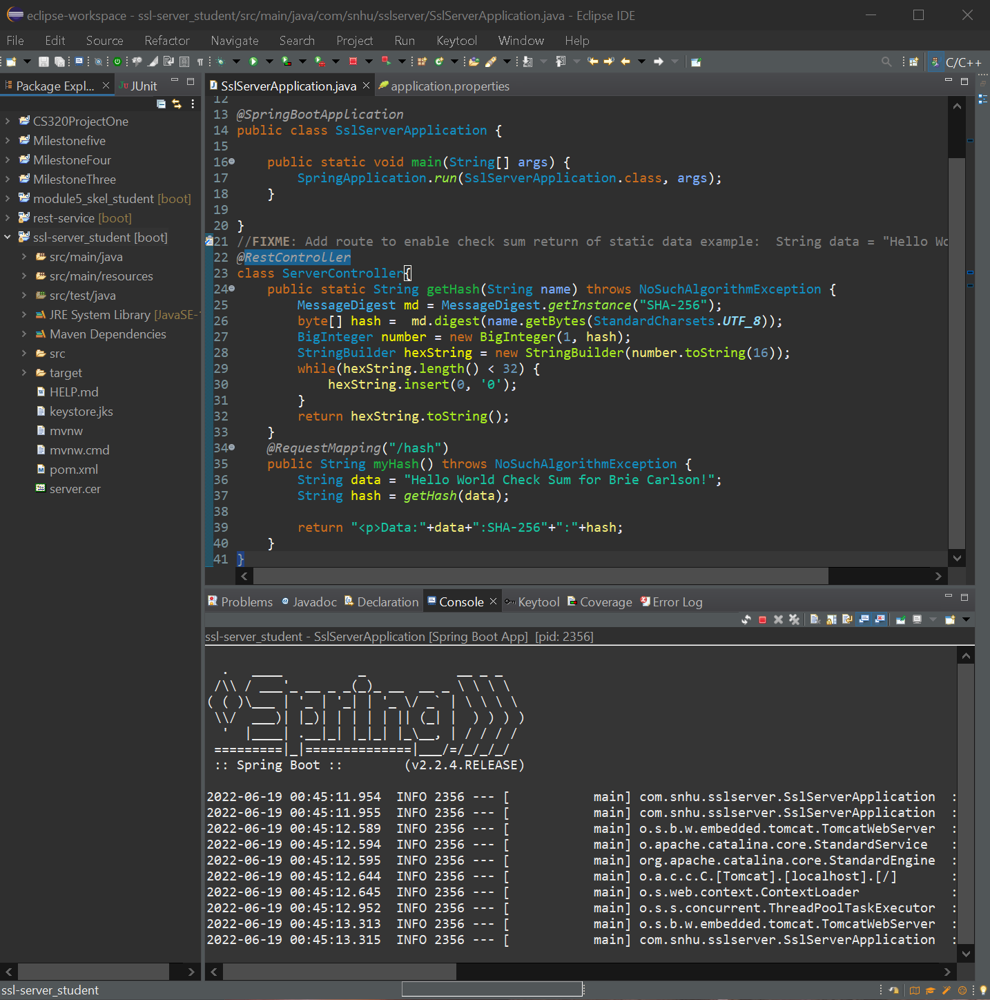 eclipse-workspace - ssl-server_student/src/main/java/com/snhu/sslserver/SslServerApplication.java - Eclipse IDE
File Edit Source Refactor Navigate Search Project Run Keytool Window Help
C/C++
Package Expl... JUnit
SslServerApplication.java application.properties
CS320ProjectOne
Milestonefive
MilestoneFour
MilestoneThree
module5_skel_student [boot]
rest-service [boot]
ssl-server_student [boot]
src/main/java
src/main/resources
src/test/java
JRE System Library [JavaSE-
Maven Dependencies
src
target
HELP.md
keystore.jks
mvnw
mvnw.cmd
pom.xml
server.cer
12
13 @SpringBootApplication
14 public class SslServerApplication {
15
16 public static void main(String[] args) {
17 SpringApplication.run(SslServerApplication.class, args);
18 }
19
20 }
21 //FIXME: Add route to enable check sum return of static data example:  String data = "Hello Wo
22 @RestController
23 class ServerController{
24 public static String getHash(String name) throws NoSuchAlgorithmException {
25 MessageDigest md = MessageDigest.getInstance("SHA-256");
26 byte[] hash =  md.digest(name.getBytes(StandardCharsets.UTF_8));
27 BigInteger number = new BigInteger(1, hash);
28 StringBuilder hexString = new StringBuilder(number.toString(16));
29 while(hexString.length() < 32) {
30 hexString.insert(0, '0');
31 }
32 return hexString.toString();
33 }
34 @RequestMapping("/hash")
35 public String myHash() throws NoSuchAlgorithmException {
36 String data = "Hello World Check Sum for Brie Carlson!";
37 String hash = getHash(data);
38
39 return "<p>Data:"+data+":SHA-256"+":"+hash;
40 }
41 }
Problems Javadoc Declaration Console Keytool Coverage Error Log
ssl-server_student - SslServerApplication [Spring Boot App] [pid: 2356]
  .   ____          _            __ _ _
 /\\ / ___'_ __ _ _(_)_ __  __ _ \ \ \ \
( ( )\___ | '_ | '_| | '_ \/ _` | \ \ \ \
 \\/  ___)| |_)| | | | | || (_| |  ) ) ) )
  '  |____| .__|_| |_|_| |_\__, | / / / /
 =========|_|==============|___/=/_/_/_/
 :: Spring Boot ::        (v2.2.4.RELEASE)
2022-06-19 00:45:11.954  INFO 2356 --- [           main] com.snhu.sslserver.SslServerApplication  :
2022-06-19 00:45:11.955  INFO 2356 --- [           main] com.snhu.sslserver.SslServerApplication  :
2022-06-19 00:45:12.589  INFO 2356 --- [           main] o.s.b.w.embedded.tomcat.TomcatWebServer  :
2022-06-19 00:45:12.594  INFO 2356 --- [           main] o.apache.catalina.core.StandardService   :
2022-06-19 00:45:12.595  INFO 2356 --- [           main] org.apache.catalina.core.StandardEngine  :
2022-06-19 00:45:12.644  INFO 2356 --- [           main] o.a.c.c.C.[Tomcat].[localhost].[/]       :
2022-06-19 00:45:12.645  INFO 2356 --- [           main] o.s.web.context.ContextLoader            :
2022-06-19 00:45:12.952  INFO 2356 --- [           main] o.s.s.concurrent.ThreadPoolTaskExecutor  :
2022-06-19 00:45:13.313  INFO 2356 --- [           main] o.s.b.w.embedded.tomcat.TomcatWebServer  :
2022-06-19 00:45:13.315  INFO 2356 --- [           main] com.snhu.sslserver.SslServerApplication  :
ssl-server_student